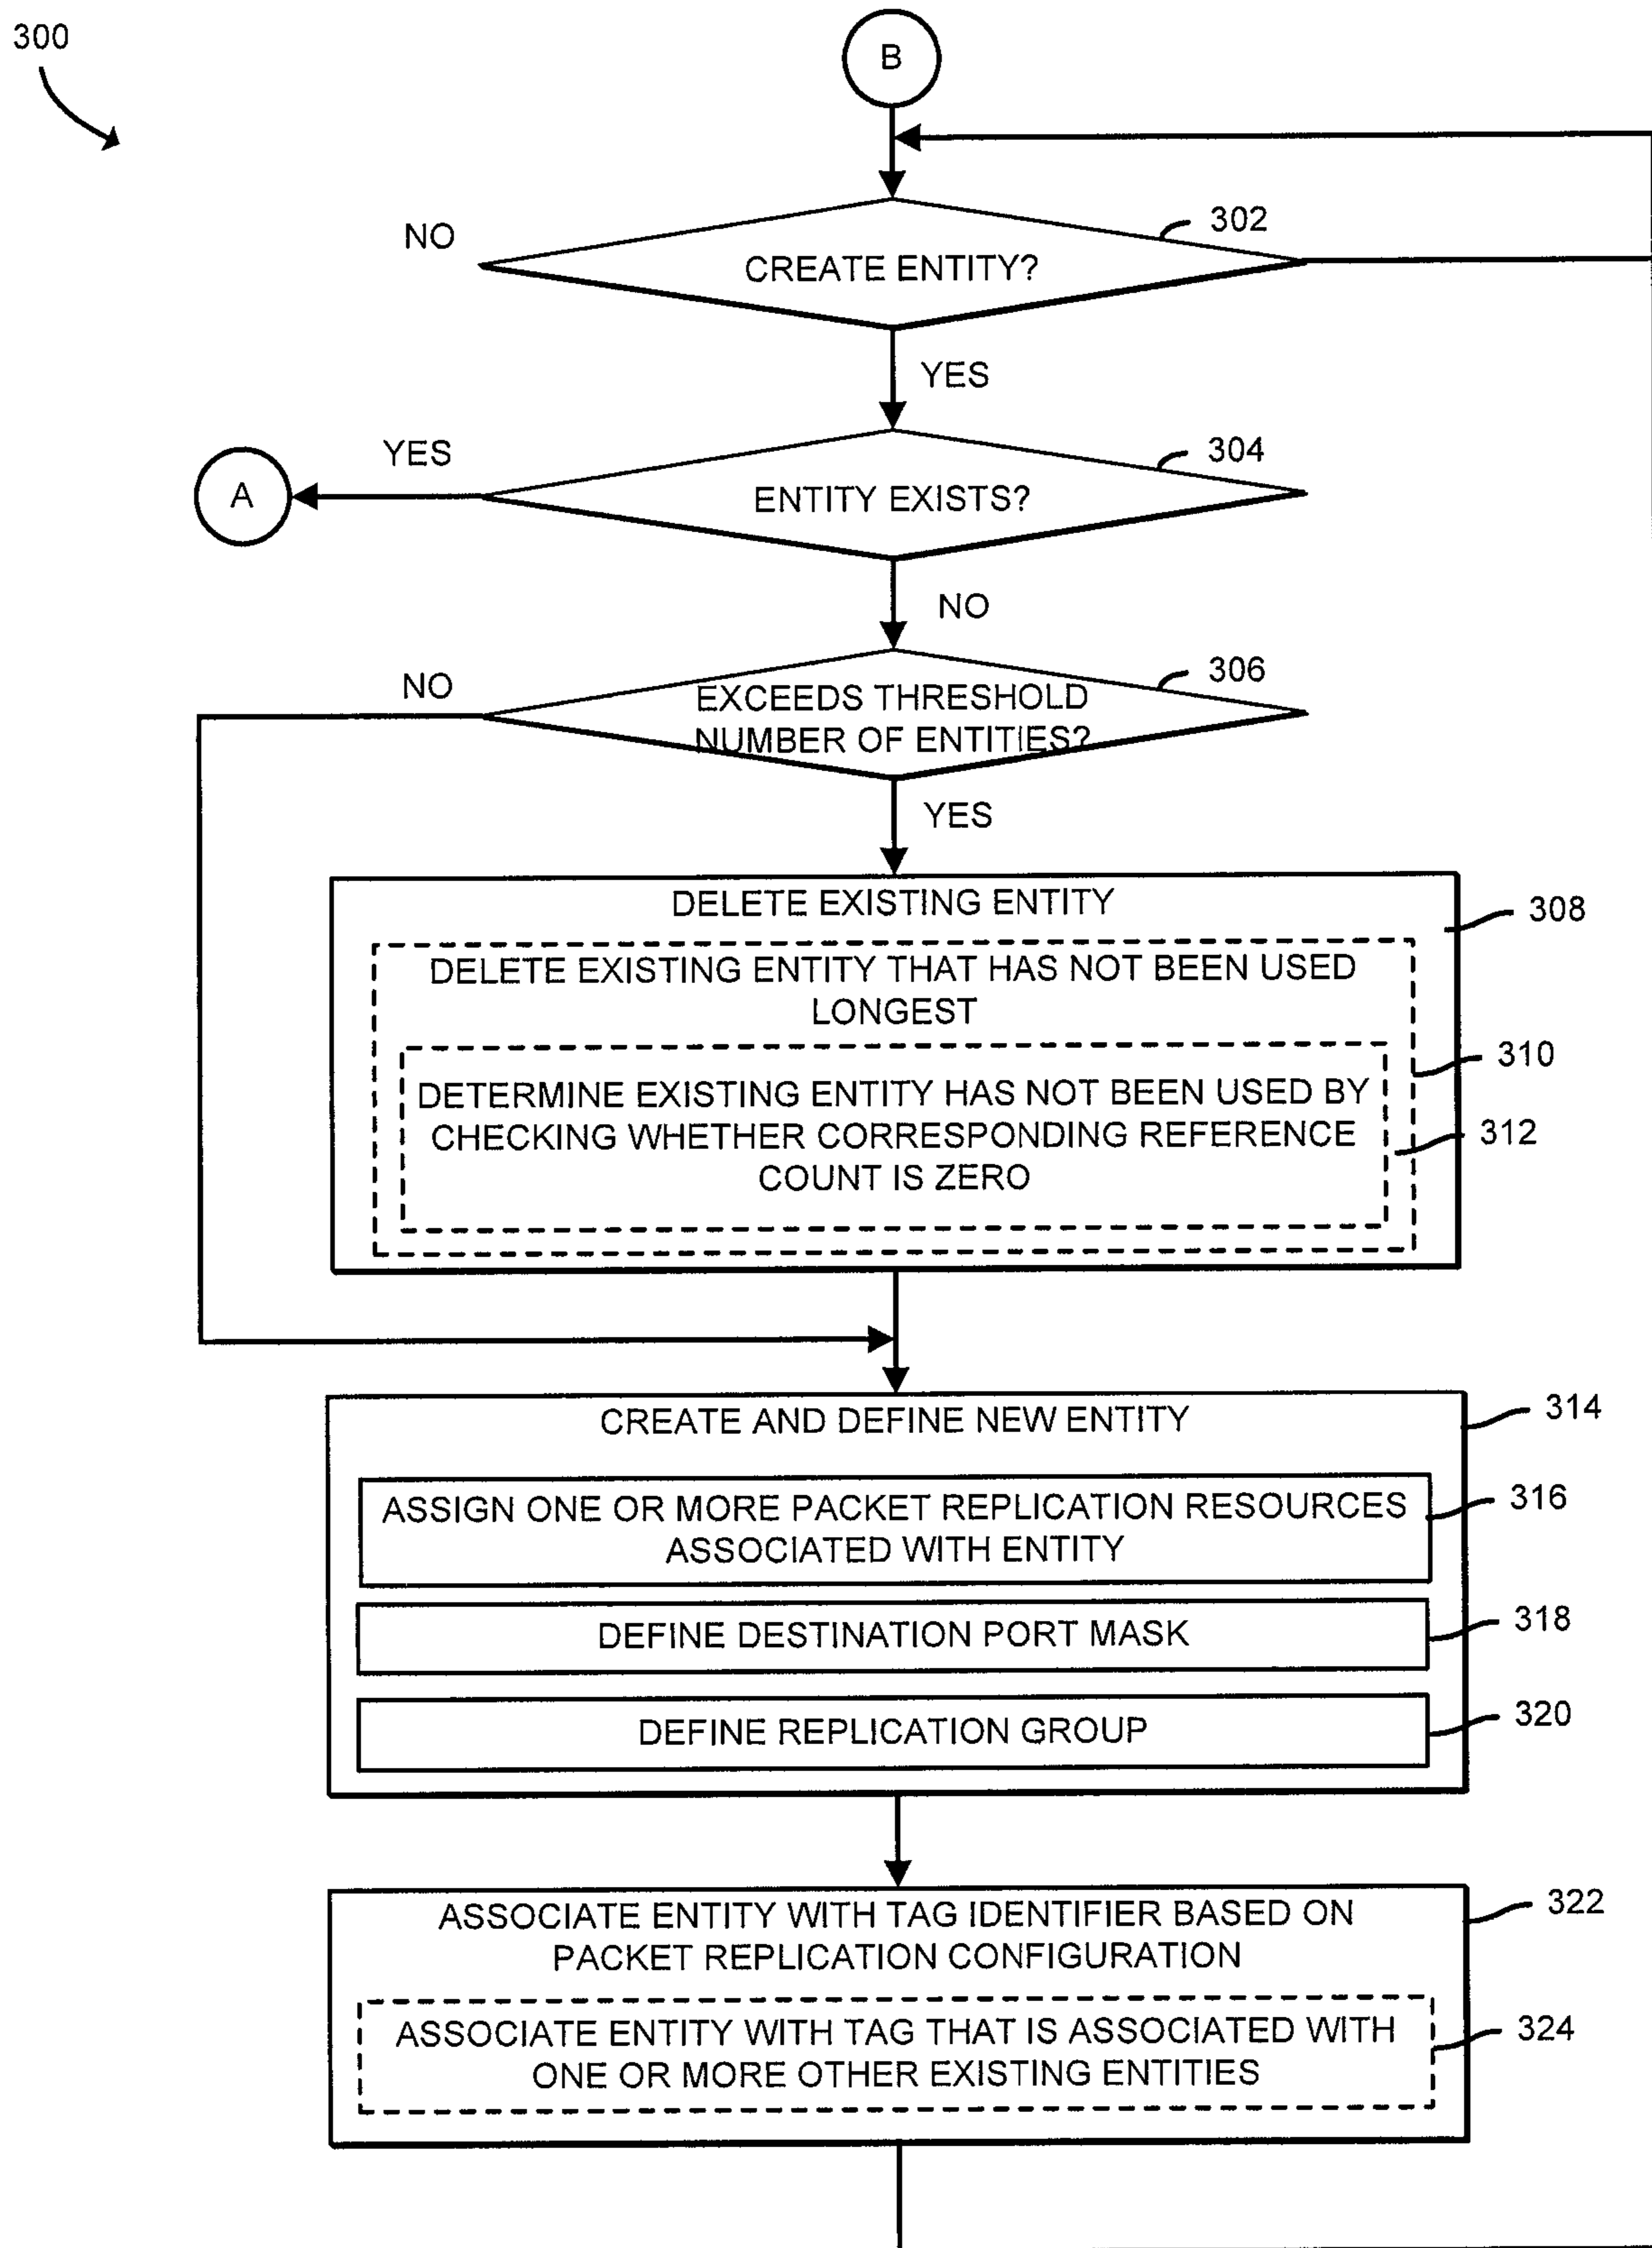 300
B
NO
302
CREATE ENTITY?
YES
YES
304
A
ENTITY EXISTS?
NO
NO
306
EXCEEDS THRESHOLD
NUMBER OF ENTITIES?
YES
DELETE EXISTING ENTITY
308
DELETE EXISTING ENTITY THAT HAS NOT BEEN USED
LONGEST
310
DETERMINE EXISTING ENTITY HAS NOT BEEN USED BY
CHECKING WHETHER CORRESPONDING REFERENCE
COUNT IS ZERO
312
CREATE AND DEFINE NEW ENTITY
314
ASSIGN ONE OR MORE PACKET REPLICATION RESOURCES
ASSOCIATED WITH ENTITY
316
DEFINE DESTINATION PORT MASK
318
DEFINE REPLICATION GROUP
320
ASSOCIATE ENTITY WITH TAG IDENTIFIER BASED ON
PACKET REPLICATION CONFIGURATION
322
ASSOCIATE ENTITY WITH TAG THAT IS ASSOCIATED WITH
ONE OR MORE OTHER EXISTING ENTITIES
324